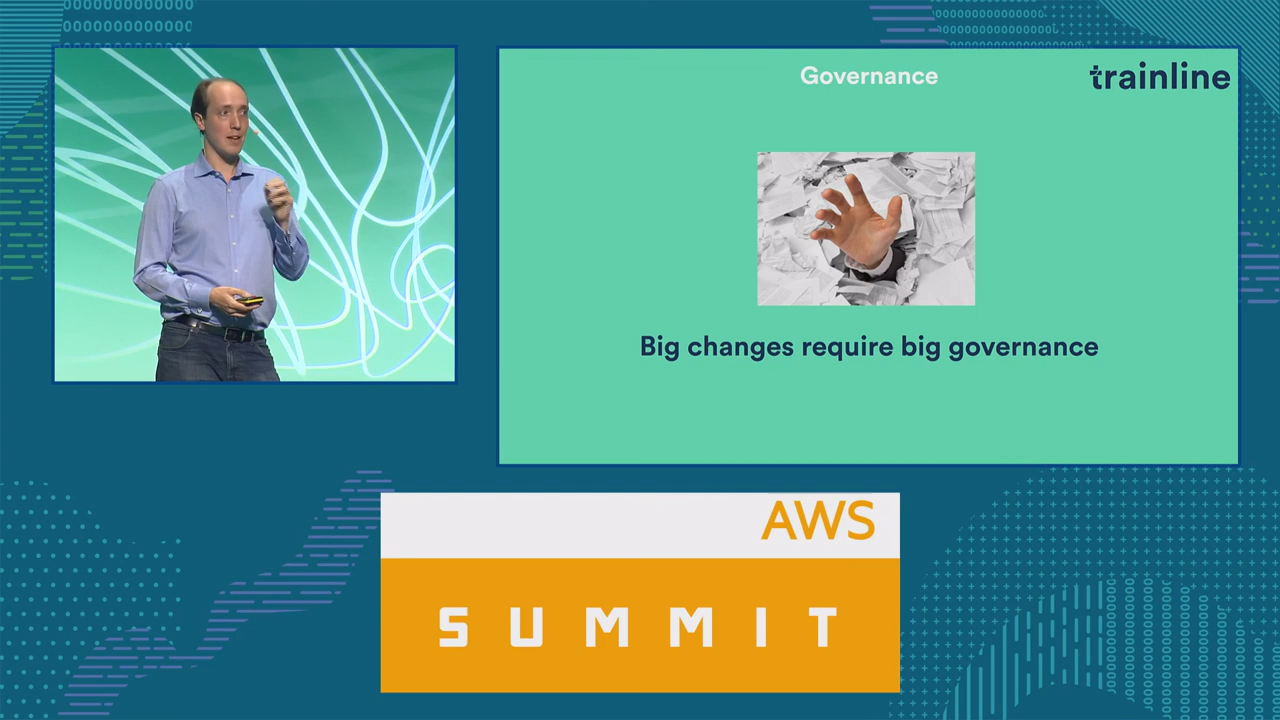 Governance
trainline
Big changes require big governance
AWS
SUMMIT